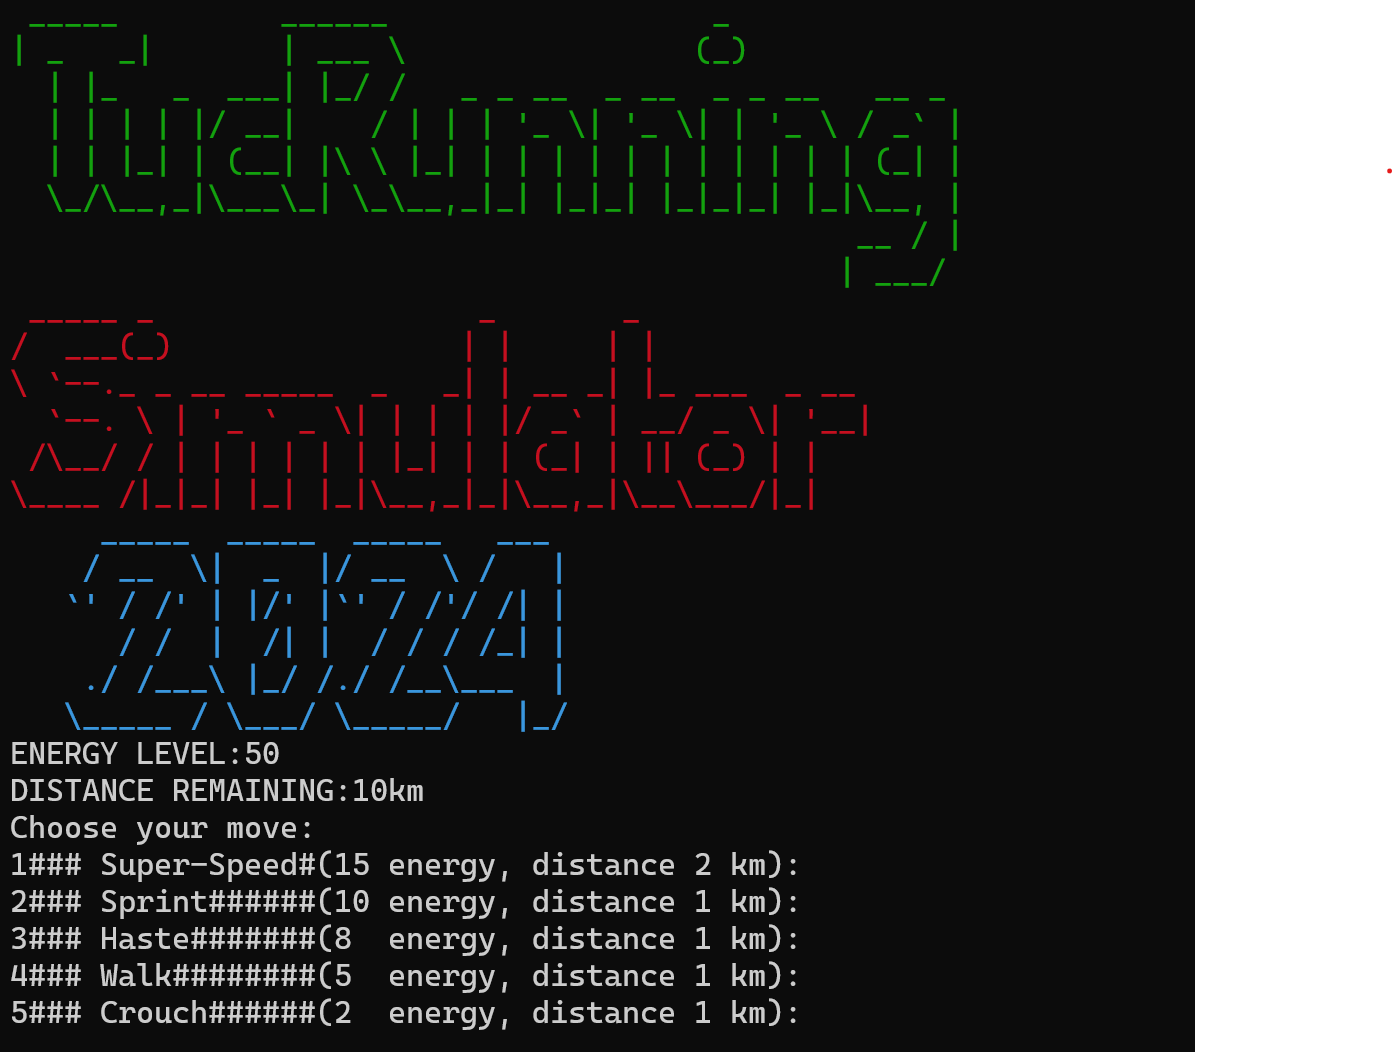 TucRunning
Simulator
2024
ENERGY LEVEL:50
DISTANCE REMAINING:10km
Choose your move:
1### Super-Speed#(15 energy, distance 2 km):
2### Sprint######(10 energy, distance 1 km):
3### Haste#######(8  energy, distance 1 km):
4### Walk########(5  energy, distance 1 km):
5### Crouch######(2  energy, distance 1 km):